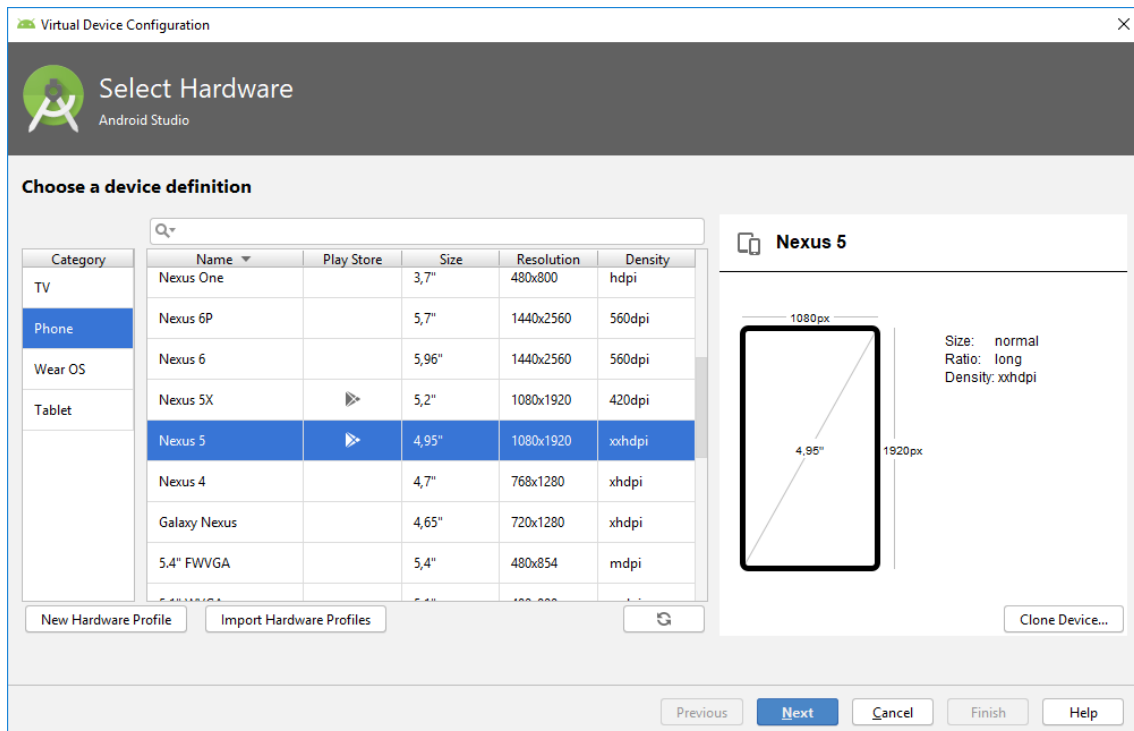 Virtual Device Configuration
Select Hardware
Android Studio
Choose a device definition
Category
TV
Phone
Wear OS
Tablet
Name Play Store Size Resolution Density
Nexus One 3,7" 480x800 hdpi
Nexus 6P 5,7" 1440x2560 560dpi
Nexus 6 5,96" 1440x2560 560dpi
Nexus 5X 5,2" 1080x1920 420dpi
Nexus 5 4,95" 1080x1920 xxhdpi
Nexus 4 4,7" 768x1280 xhdpi
Galaxy Nexus 4,65" 720x1280 xhdpi
5.4" FWVGA 5,4" 480x854 mdpi
New Hardware Profile Import Hardware Profiles
Nexus 5
1080px
4,95"
1920px
Size: normal
Ratio: long
Density: xxhdpi
Clone Device...
Previous Next Cancel Finish Help